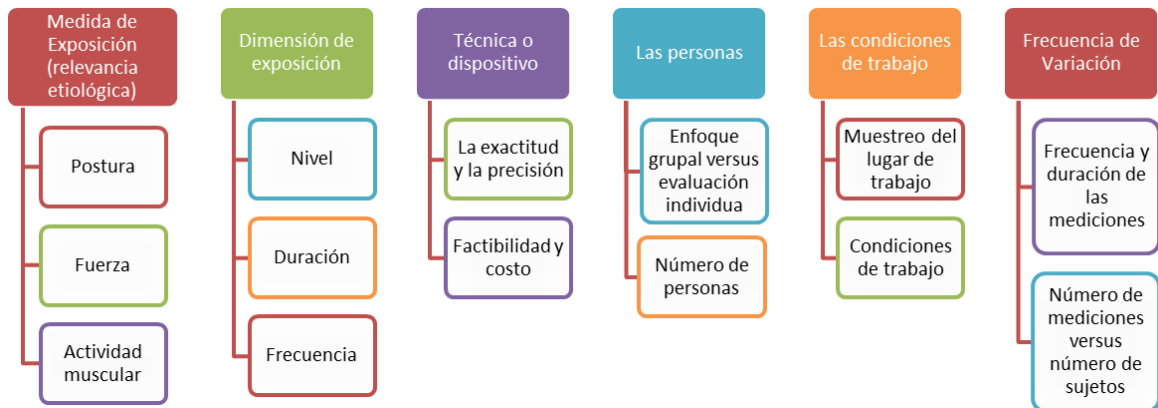 Medida de
Exposición
(relevancia
etiológica)
Postura
Fuerza
Actividad
muscular
Dimensión de
exposición
Nivel
Duración
Frecuencia
Técnica o
dispositivo
La exactitud
y la precisión
Factibilidad y
costo
Las personas
Enfoque
grupal versus
evaluación
individua
Número de
personas
Las condiciones
de trabajo
Muestreo del
lugar de
trabajo
Condiciones
de trabajo
Frecuencia de
Variación
Frecuencia y
duración de
las
mediciones
Número de
mediciones
versus
número de
sujetos